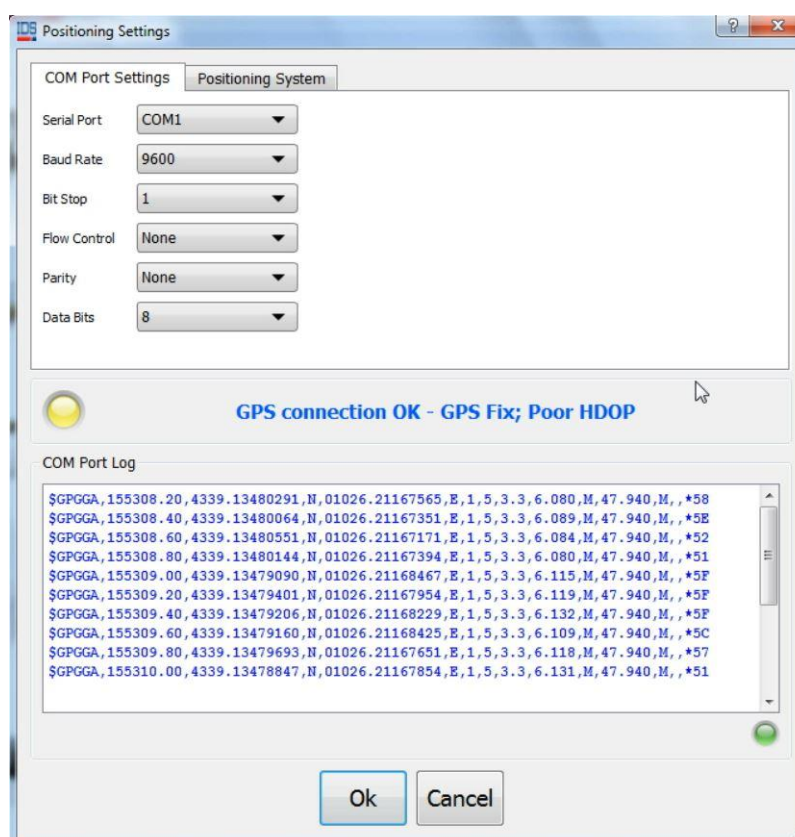 IDS Positioning Settings
COM Port Settings Positioning System
Serial Port COM1
Baud Rate 9600
Bit Stop 1
Flow Control None
Parity None
Data Bits 8
GPS connection OK - GPS Fix; Poor HDOP
COM Port Log
$GPGGA,155308.20,4339.13480291,N,01026.21167565,E,1,5,3.3,6.080,M,47.940,M,,*58
$GPGGA,155308.40,4339.13480064,N,01026.21167351,E,1,5,3.3,6.089,M,47.940,M,,*5E
$GPGGA,155308.60,4339.13480551,N,01026.21167171,E,1,5,3.3,6.084,M,47.940,M,,*52
$GPGGA,155308.80,4339.13480144,N,01026.21167394,E,1,5,3.3,6.080,M,47.940,M,,*51
$GPGGA,155309.00,4339.13479090,N,01026.21168467,E,1,5,3.3,6.115,M,47.940,M,,*5F
$GPGGA,155309.20,4339.13479401,N,01026.21167954,E,1,5,3.3,6.119,M,47.940,M,,*5F
$GPGGA,155309.40,4339.13479206,N,01026.21168229,E,1,5,3.3,6.132,M,47.940,M,,*5F
$GPGGA,155309.60,4339.13479160,N,01026.21168425,E,1,5,3.3,6.109,M,47.940,M,,*5C
$GPGGA,155309.80,4339.13479693,N,01026.21167651,E,1,5,3.3,6.118,M,47.940,M,,*57
$GPGGA,155310.00,4339.13478847,N,01026.21167854,E,1,5,3.3,6.131,M,47.940,M,,*51
Ok Cancel